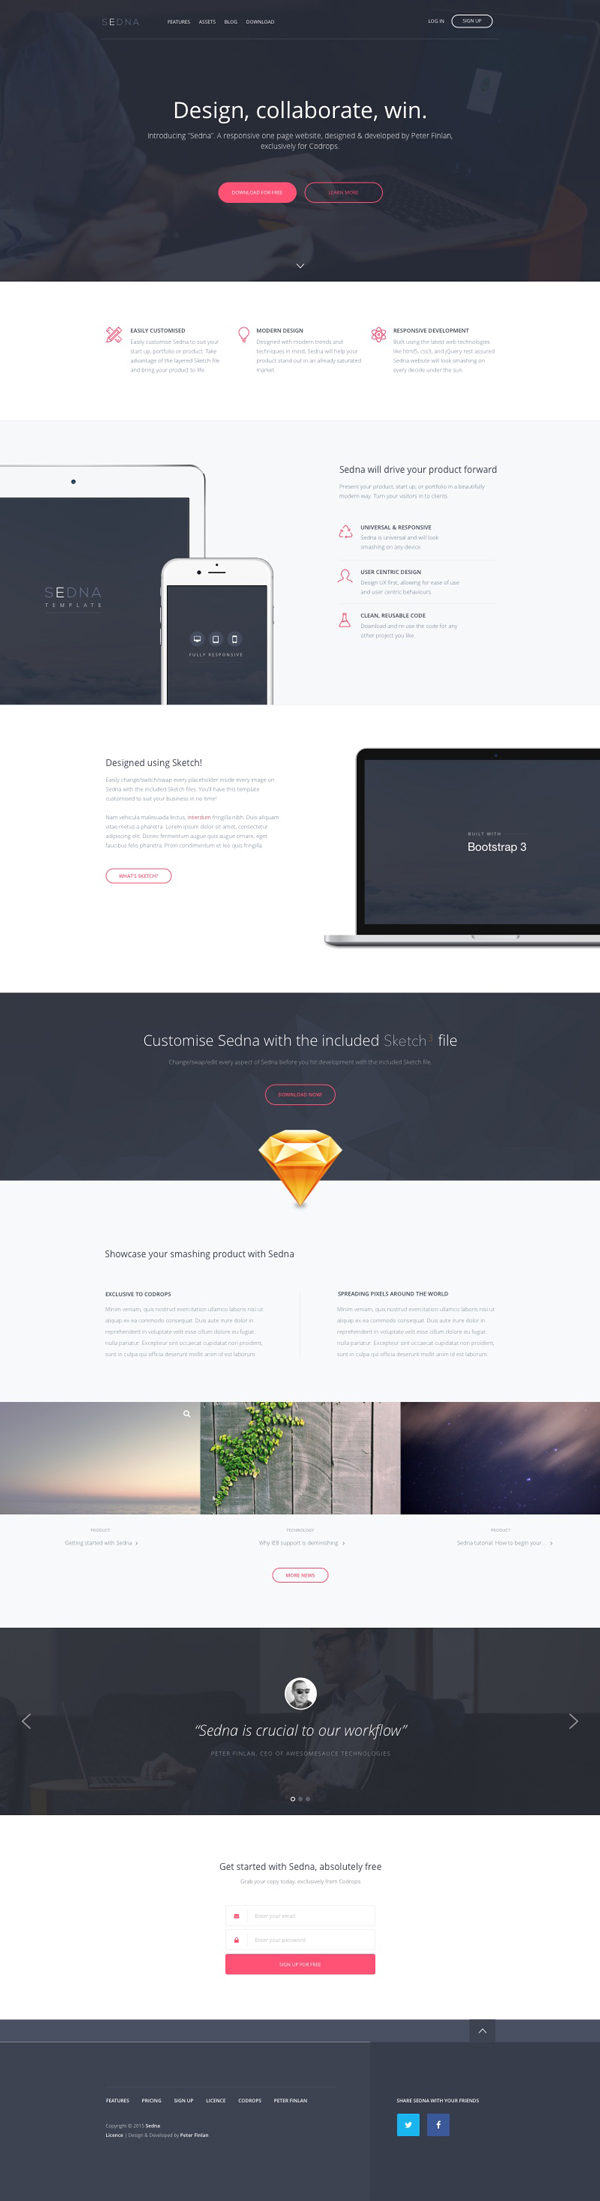 SEDNA
FEATURES ASSETS BLOG DOWNLOAD
LOG IN
SIGN UP
Design, collaborate, win.
Introducing "Sedna". A responsive one page website, designed & developed by Peter Finlan,
exclusively for Codrops.
DOWNLOAD FOR FREE
LEARN MORE
EASILY CUSTOMISED
Easily customise Sedna to suit your
start up, portfolio or product. Take
advantage of the layered Sketch file
and bring your product to life.
MODERN DESIGN
Designed with modern trends and
techniques in mind, Sedna will help your
product stand out in an already saturated
market.
RESPONSIVE DEVELOPMENT
Built using the latest web technologies
like html5, css3, and jQuery rest assured
Sedna website will look smashing on
every decide under the sun.
SEDNA
TEMPLATE
FULLY RESPONSIVE
Sedna will drive your product forward
Present your product, start up, or portfolio in a beautifully
modern way. Turn your visitors in to clients.
UNIVERSAL & RESPONSIVE
Sedna is universal and will look
smashing on any device.
USER CENTRIC DESIGN
Design UX first, allowing for ease of use
and user centric behaviours.
CLEAN, REUSABLE CODE
Download and re-use the code for any
other project you like.
Designed using Sketch!
Easily change/switch/swap every placeholder inside every image on
Sedna with the included Sketch files. You'll have this template
customised to suit your business in no time!
Nam vehicula malesuada lectus, interdum fringilla nibh. Duis aliquam
vitae metus a pharetra. Lorem ipsum dolor sit amet, consectetur
adipiscing elit. Donec fermentum augue quis augue ornare, eget
faucibus felis pharetra. Proin condimentum et leo quis fringilla.
WHAT'S SKETCH?
BUILT WITH
Bootstrap 3
Customise Sedna with the included Sketch3 file
Change/swap/edit every aspect of Sedna before you hit development with the included Sketch file.
DOWNLOAD NOW!
Showcase your smashing product with Sedna
EXCLUSIVE TO CODROPS
Minim veniam, quis nostrud exercitation ullamco laboris nisi ut
aliquip ex ea commodo consequat. Duis aute irure dolor in
reprehenderit in voluptate velit esse cillum dolore eu fugiat
nulla pariatur. Excepteur sint occaecat cupidatat non proident,
sunt in culpa qui officia deserunt mollit anim id est laborum.
SPREADING PIXELS AROUND THE WORLD
Minim veniam, quis nostrud exercitation ullamco laboris nisi ut
aliquip ex ea commodo consequat. Duis aute irure dolor in
reprehenderit in voluptate velit esse cillum dolore eu fugiat
nulla pariatur. Excepteur sint occaecat cupidatat non proident,
sunt in culpa qui officia deserunt mollit anim id est laborum.
PRODUCT
Getting started with Sedna
TECHNOLOGY
Why IE8 support is deminishing
PRODUCT
Sedna tutorial: How to begin your...
MORE NEWS
“Sedna is crucial to our workflow”
PETER FINLAN, CEO OF AWESOMESAUCE TECHNOLOGIES
Get started with Sedna, absolutely free
Grab your copy today, exclusively from Codrops
Enter your email
Enter your password
SIGN UP FOR FREE
FEATURES PRICING SIGN UP LICENCE CODROPS PETER FINLAN
Copyright © 2015 Sedna
Licence | Design & Developed by Peter Finlan
SHARE SEDNA WITH YOUR FRIENDS